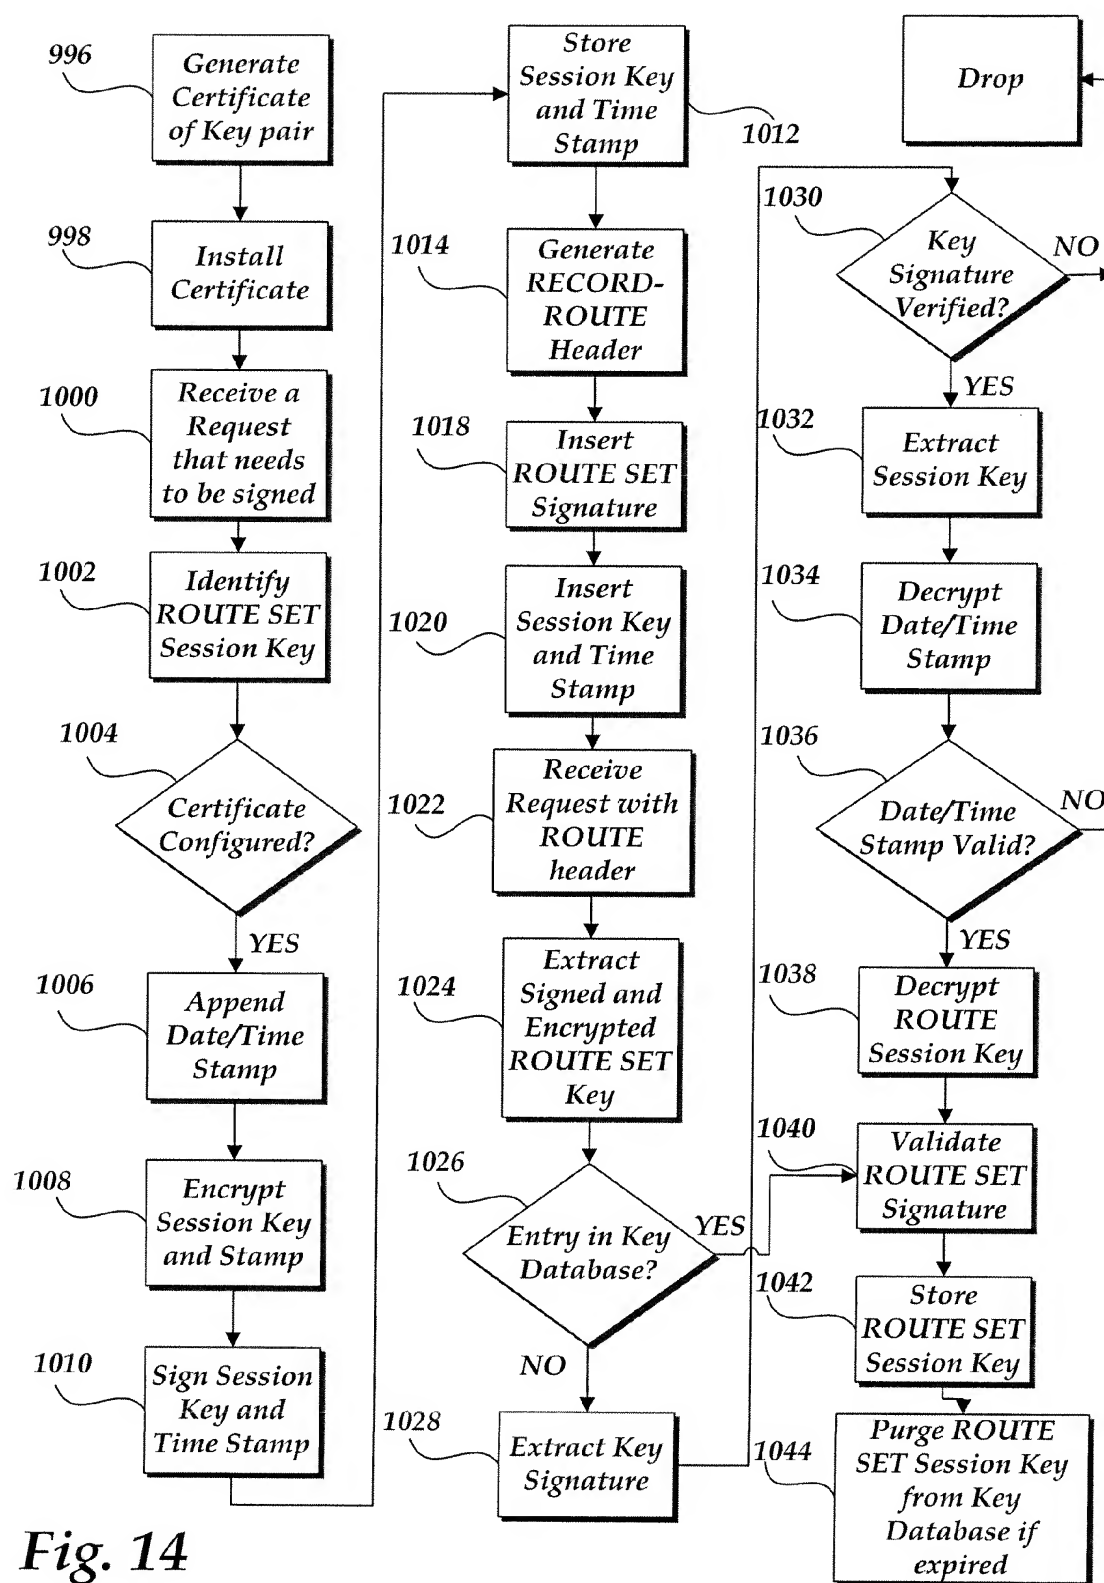 996
Generate
Certificate
of Key pair
998
Install
Certificate
1000
Receive a
Request
that needs
to be signed
1002
Identify
ROUTE SET
Session Key
1004
Certificate
Configured?
YES
1006
Append
Date/Time
Stamp
1008
Encrypt
Session Key
and Stamp
1010
Sign Session
Key and
Time Stamp
Store
Session Key
and Time
Stamp
1012
1014
Generate
RECORD-
ROUTE
Header
1018
Insert
ROUTE SET
Signature
1020
Insert
Session Key
and Time
Stamp
1022
Receive
Request with
ROUTE
header
1024
Extract
Signed and
Encrypted
ROUTE SET
Key
1026
Entry in Key
Database?
YES
NO
1028
Extract Key
Signature
Drop
1030
Key
Signature
Verified?
NO
YES
1032
Extract
Session Key
1034
Decrypt
Date/Time
Stamp
1036
Date/Time
Stamp Valid?
NO
YES
1038
Decrypt
ROUTE
Session Key
1040
Validate
ROUTE SET
Signature
1042
Store
ROUTE SET
Session Key
1044
Purge ROUTE
SET Session Key
from Key
Database if
expired
Fig. 14